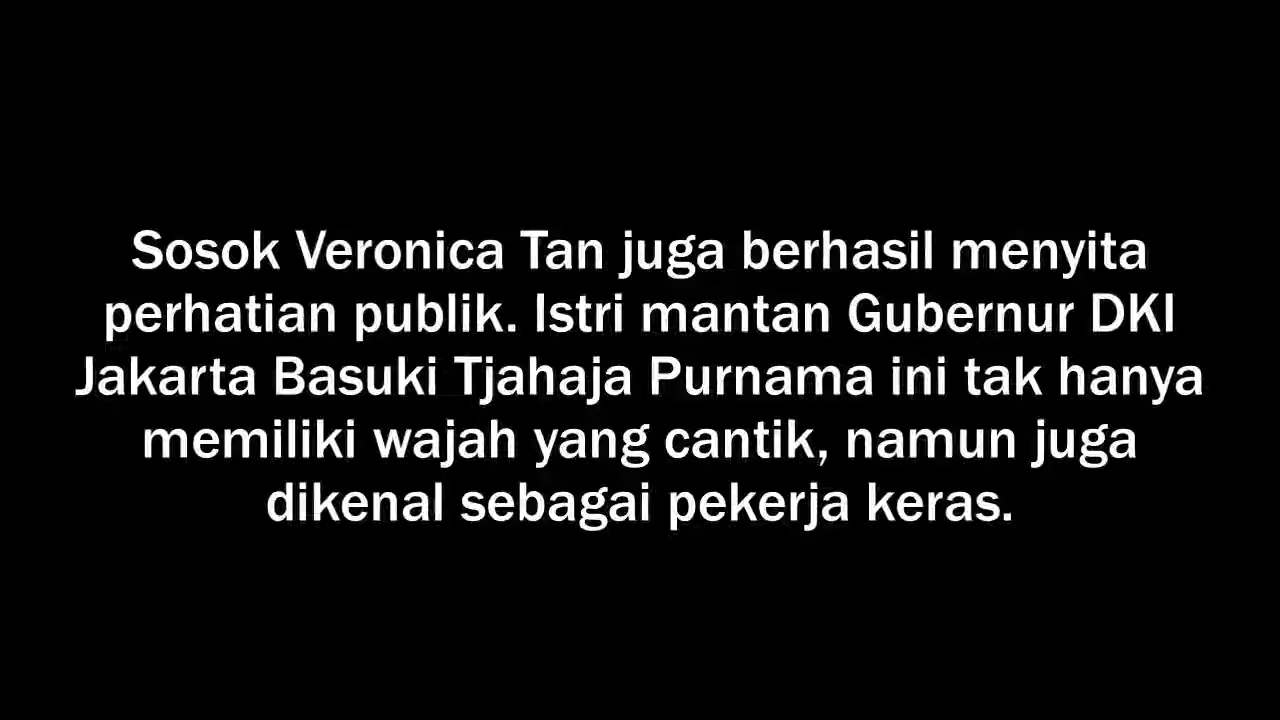 Sosok Veronica Tan juga berhasil menyita
perhatian publik. Istri mantan Gubernur DKI
Jakarta Basuki Tjahaja Purnama ini tak hanya
memiliki wajah yang cantik, namun juga
dikenal sebagai pekerja keras.